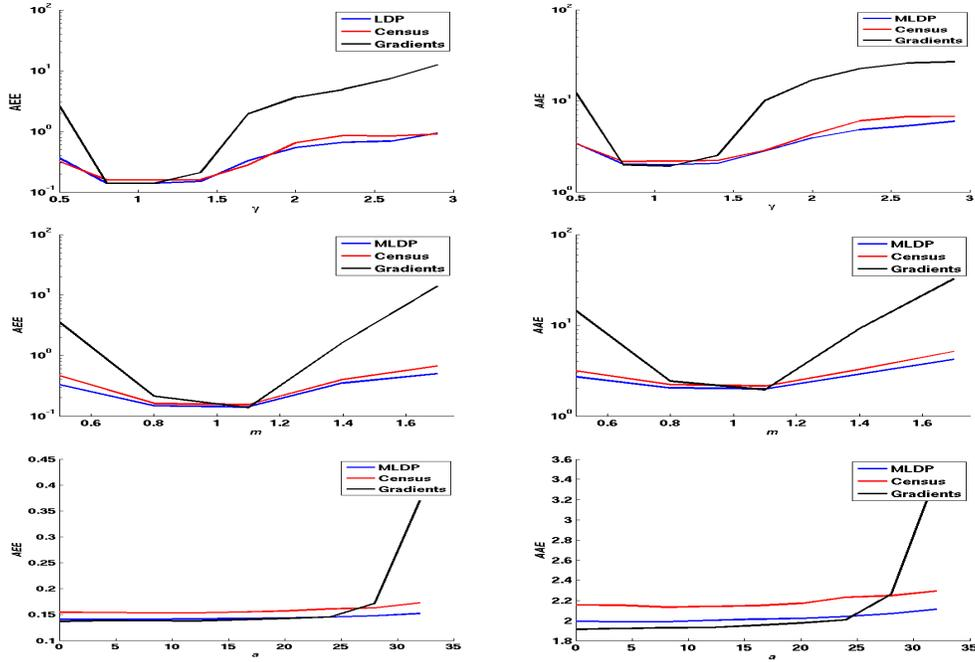 10^2
10^1
10^0
10^-1
AEE
0.5 1 1.5 2 2.5 3
γ
LDP
Census
Gradients
10^2
10^1
10^0
AAE
0.5 1 1.5 2 2.5 3
γ
MLDP
Census
Gradients
10^2
10^1
10^0
10^-1
AEE
0.6 0.8 1 1.2 1.4 1.6
m
MLDP
Census
Gradients
10^2
10^1
10^0
AAE
0.6 0.8 1 1.2 1.4 1.6
m
MLDP
Census
Gradients
0.45
0.4
0.35
0.3
0.25
0.2
0.15
0.1
AEE
0 5 10 15 20 25 30 35
a
MLDP
Census
Gradients
3.6
3.4
3.2
3
2.8
2.6
2.4
2.2
2
1.8
AAE
0 5 10 15 20 25 30 35
a
MLDP
Census
Gradients